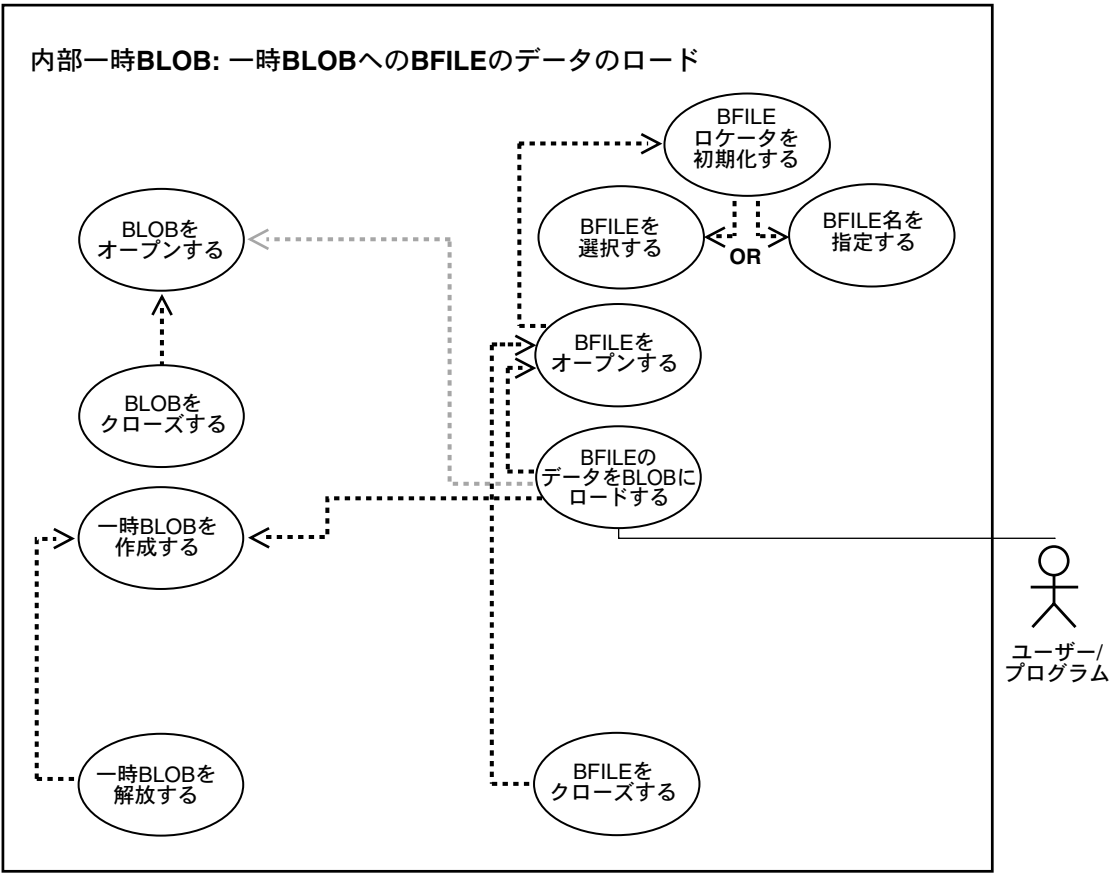 内部一時BLOB: 一時BLOBへのBFILEのデータのロード
BFILE
ロケータを
初期化する
BLOBを
オープンする
BFILEを
選択する
OR
BFILE名を
指定する
BFILEを
オープンする
BLOBを
クローズする
BFILEの
データをBLOBに
ロードする
一時BLOBを
作成する
ユーザー/
プログラム
一時BLOBを
解放する
BFILEを
クローズする